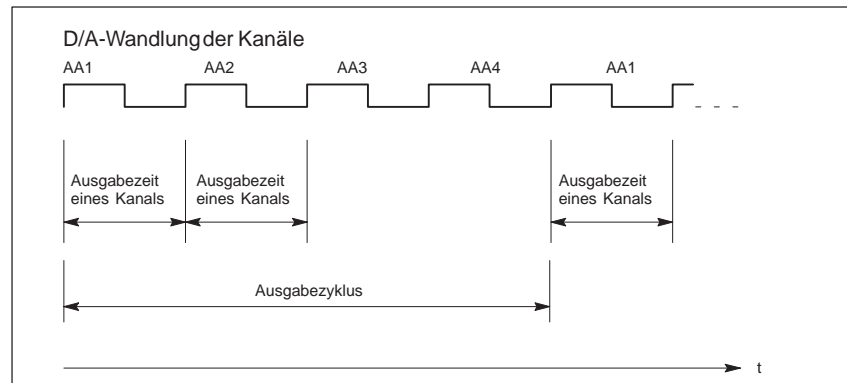 D/A-Wandlung der Kanäle
AA1 AA2 AA3 AA4 AA1
Ausgabezeit Ausgabezeit Ausgabezeit
eines Kanals eines Kanals eines Kanals
Ausgabezyklus
t